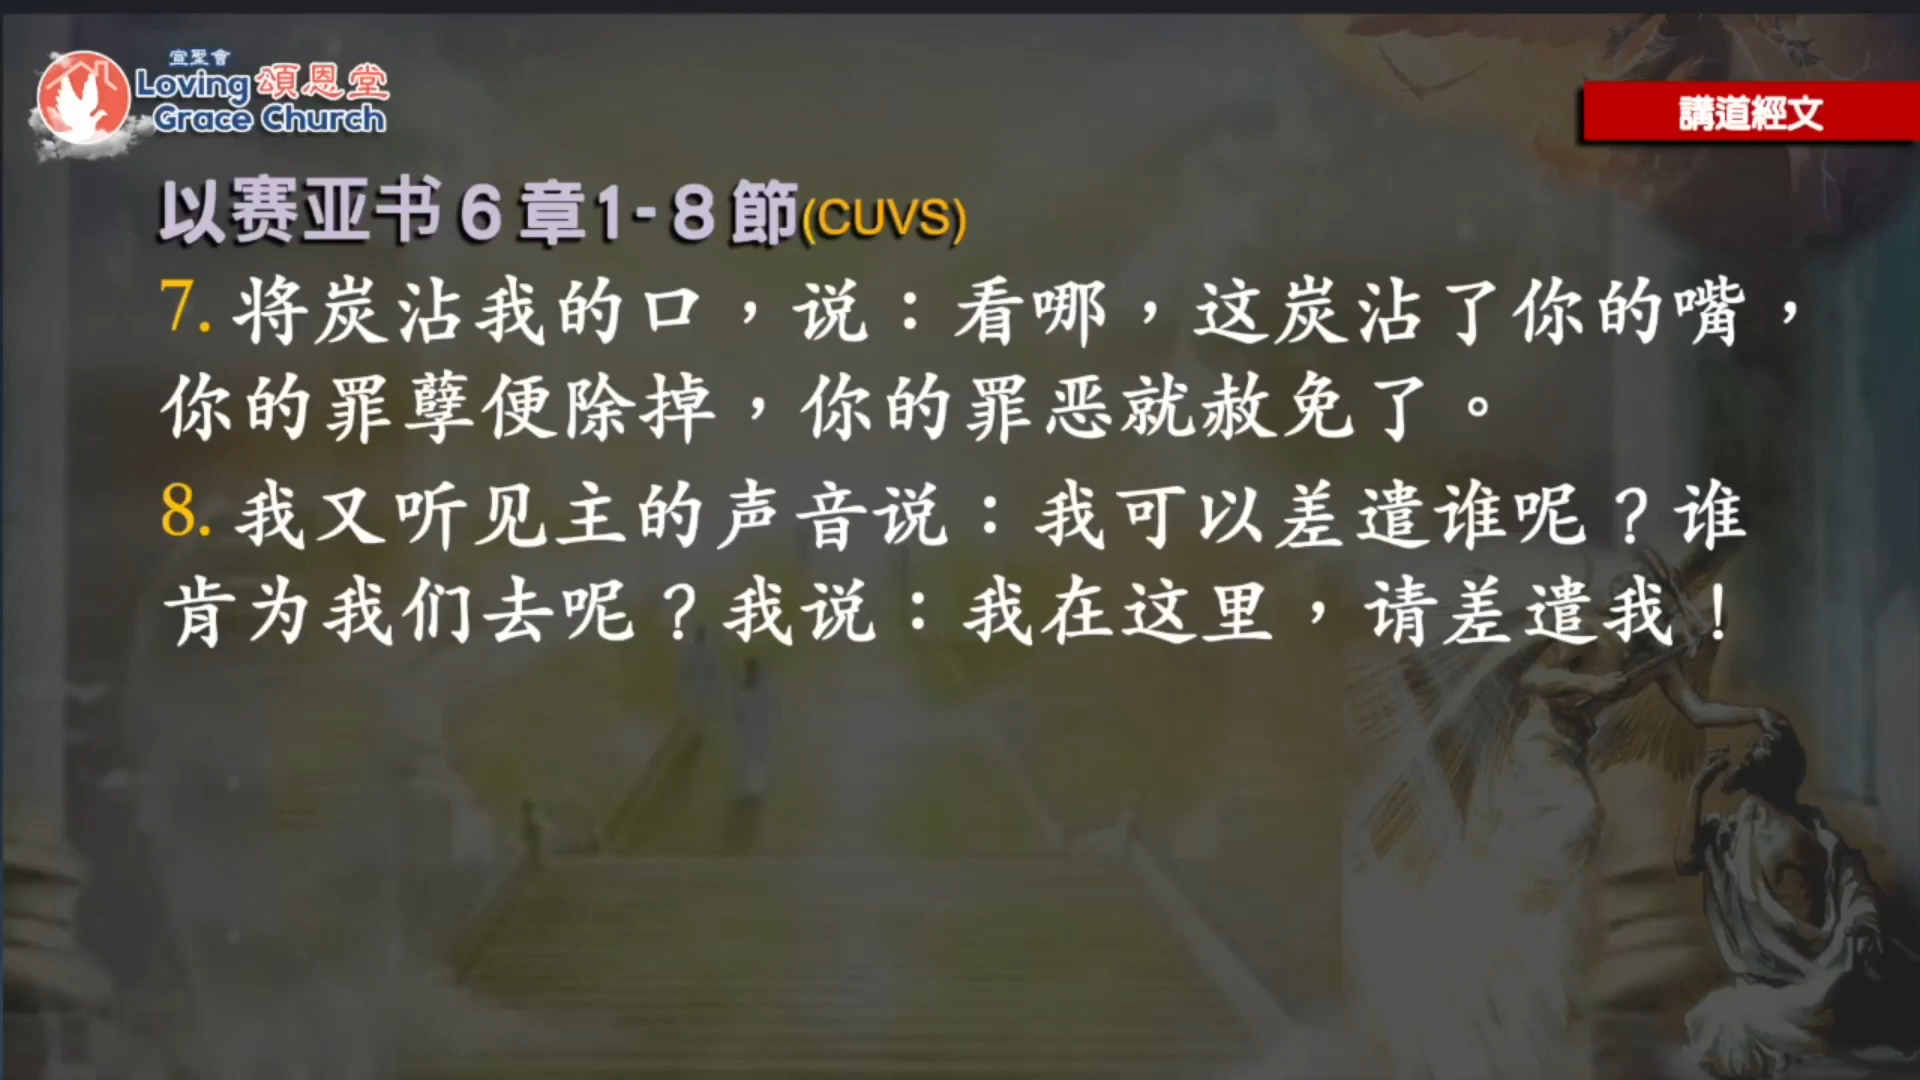 宣聖會
Loving 頌恩堂
Grace Church
講道經文
以赛亚书 6 章1-8 節(CUVS)
7. 将炭沾我的口，说：看哪，这炭沾了你的嘴，
你的罪孽便除掉，你的罪恶就赦免了。
8. 我又听见主的声音说：我可以差遣谁呢？谁
肯为我们去呢？我说：我在这里，请差遣我！